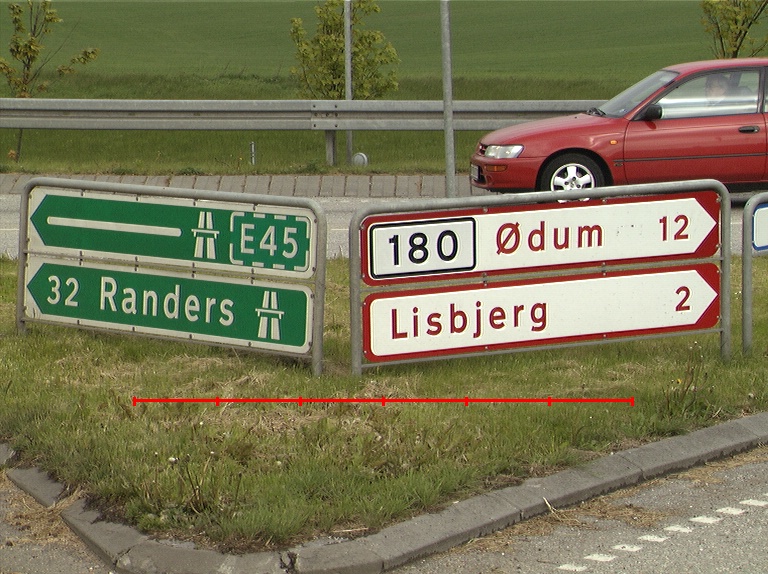 E45
32 Randers
180 Ødum 12
Lisbjerg 2